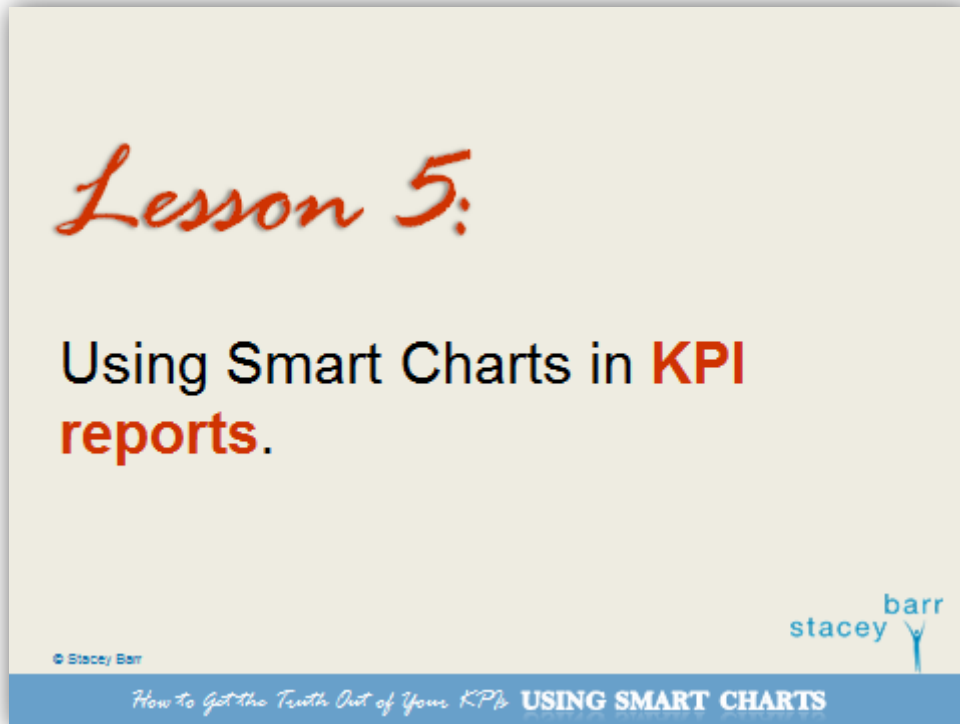 Lesson 5:
Using Smart Charts in KPI
reports.
barr
stacey
© Stacey Barr
How to Get the Truth Out of Your KPIs USING SMART CHARTS